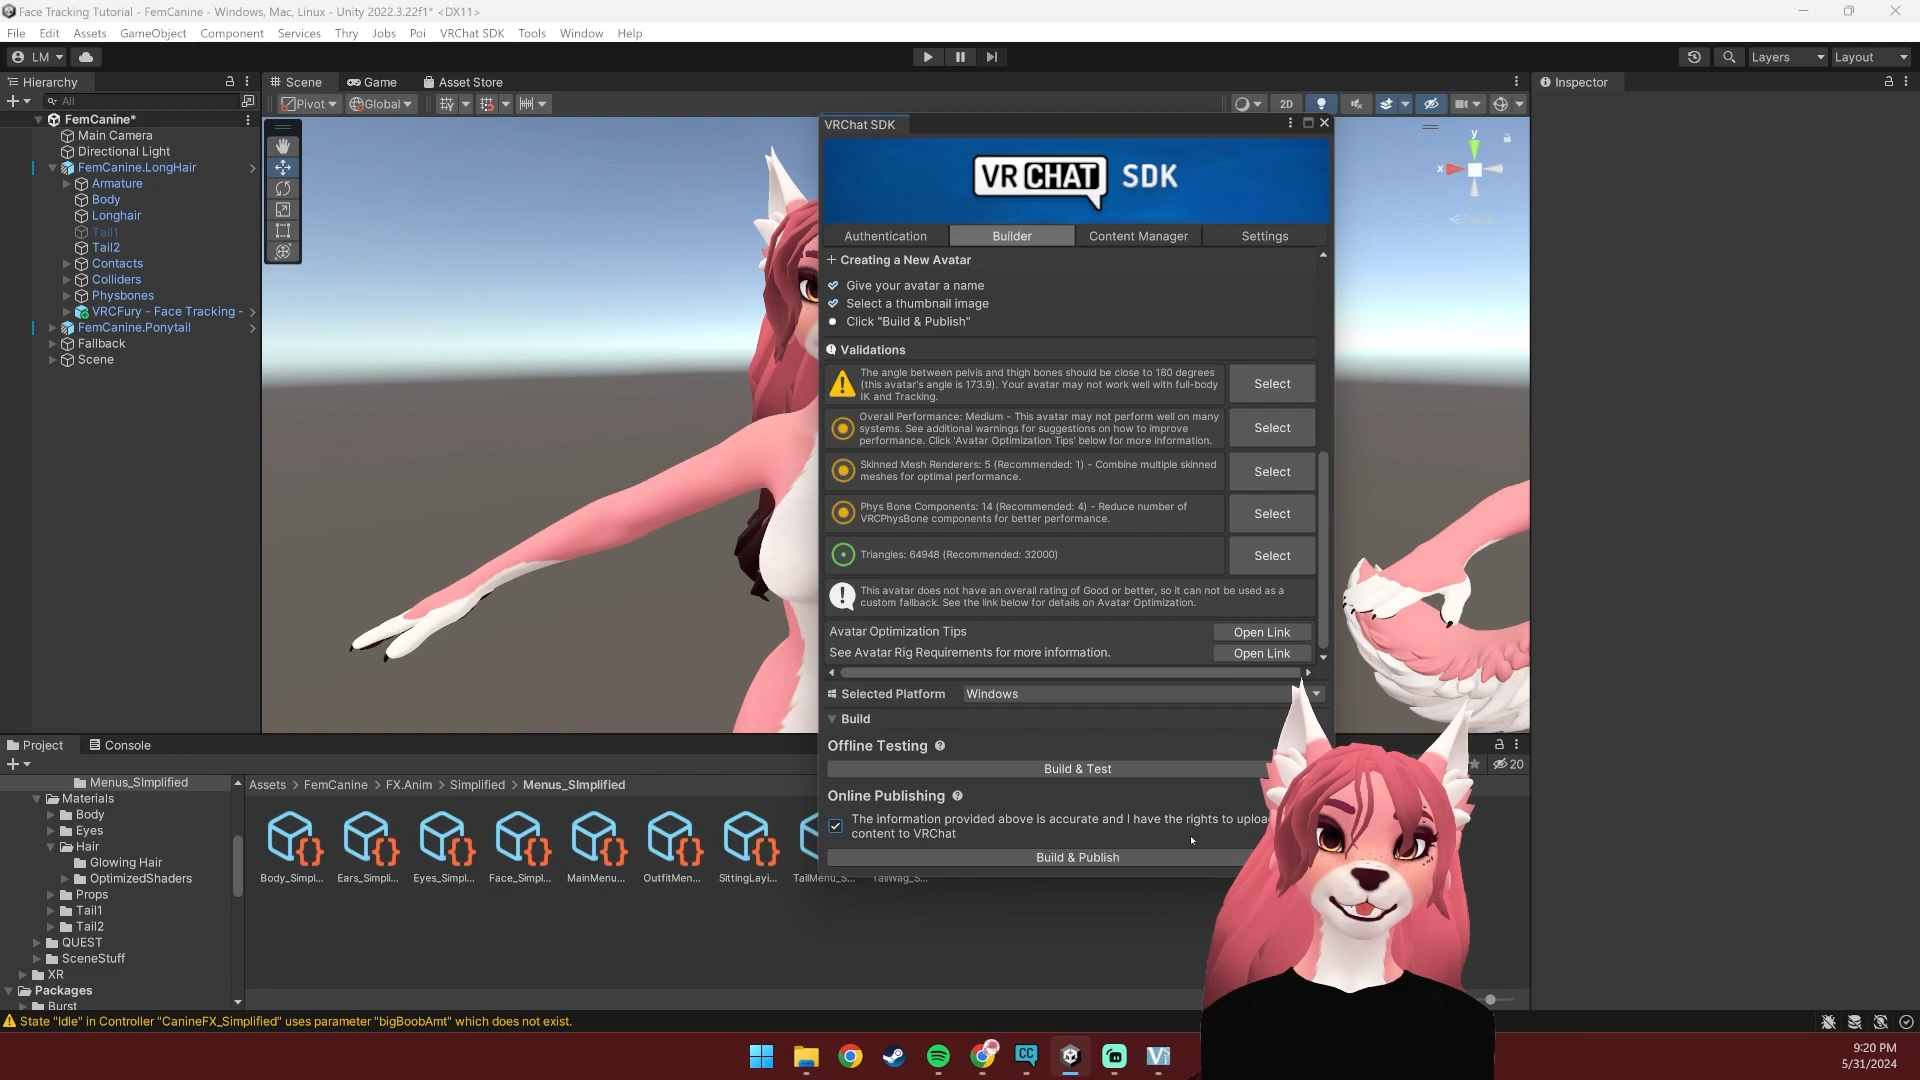 Face Tracking Tutorial - FemCanine - Windows, Mac, Linux - Unity 2022.3.22f1* <DX11>
File Edit Assets GameObject Component Services Thry Jobs Poi VRChat SDK Tools Window Help
LM
Layers
Layout
Hierarchy
All
FemCanine*
Main Camera
Directional Light
FemCanine.LongHair
Armature
Body
Longhair
Tail1
Tail2
Contacts
Colliders
Physbones
VRCFury - Face Tracking -
FemCanine.Ponytail
Fallback
Scene
Scene
Game
Asset Store
Pivot
Global
2D
y
x
Persp
Inspector
VRChat SDK
VR CHAT SDK
Authentication
Builder
Content Manager
Settings
Creating a New Avatar
Give your avatar a name
Select a thumbnail image
Click "Build & Publish"
Validations
The angle between pelvis and thigh bones should be close to 180 degrees
(this avatar's angle is 173.9). Your avatar may not work well with full-body
IK and Tracking.
Select
Overall Performance: Medium - This avatar may not perform well on many
systems. See additional warnings for suggestions on how to improve
performance. Click 'Avatar Optimization Tips' below for more information.
Select
Skinned Mesh Renderers: 5 (Recommended: 1) - Combine multiple skinned
meshes for optimal performance.
Select
Phys Bone Components: 14 (Recommended: 4) - Reduce number of
VRCPhysBone components for better performance.
Select
Triangles: 64948 (Recommended: 32000)
Select
This avatar does not have an overall rating of Good or better, so it can not be used as a
custom fallback. See the link below for details on Avatar Optimization.
Avatar Optimization Tips
Open Link
See Avatar Rig Requirements for more information.
Open Link
Selected Platform
Windows
Build
Offline Testing
Build & Test
Online Publishing
The information provided above is accurate and I have the rights to uploa
content to VRChat
Build & Publish
Project
Console
20
Menus_SImplified
Materials
Body
Eyes
Hair
Glowing Hair
OptimizedShaders
Props
Tail1
Tail2
QUEST
SceneStuff
XR
Packages
Burst
Assets > FemCanine > FX.Anim > Simplified > Menus_SImplified
Body_Simpl...
Ears_Simpli...
Eyes_Simpl...
Face_Simpl...
MainMenu...
OutfitMen...
SittingLayi...
TailMenu_S...
TailWag_S...
State "Idle" in Controller "CanineFX_Simplified" uses parameter "bigBoobAmt" which does not exist.
CC
9:20 PM
5/31/2024